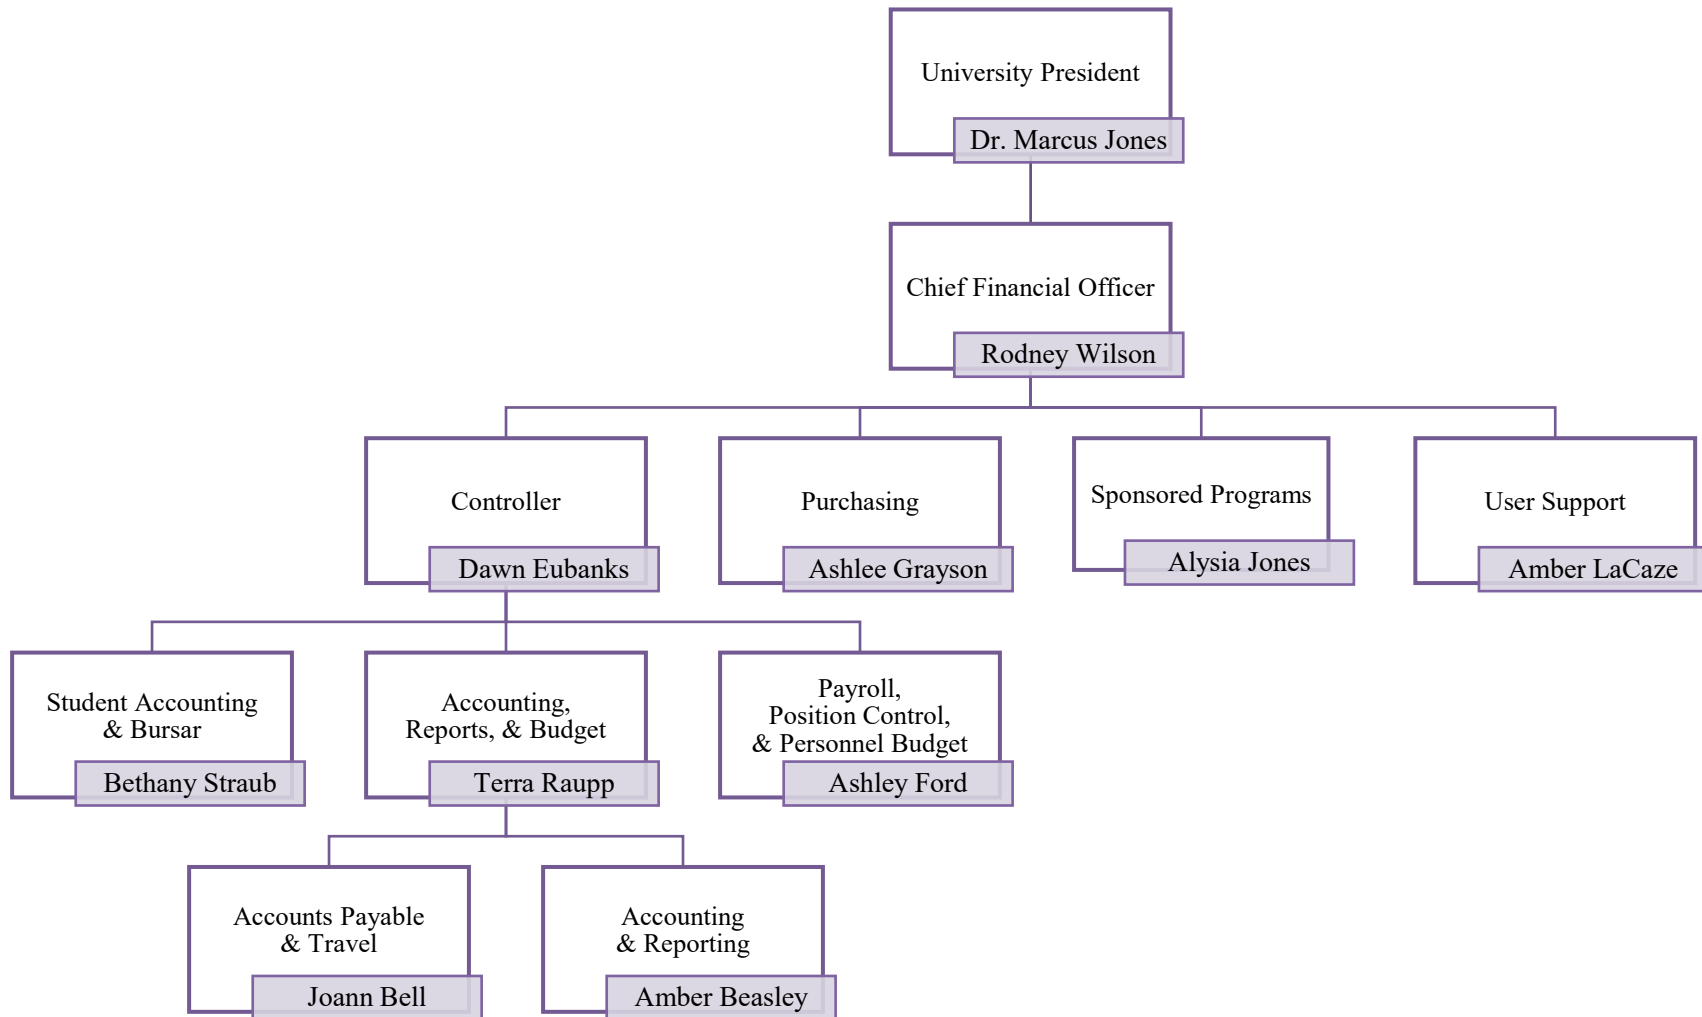 University President
Dr. Marcus Jones
Chief Financial Officer
Rodney Wilson
Controller
Dawn Eubanks
Purchasing
Ashlee Grayson
Sponsored Programs
Alysia Jones
User Support
Amber LaCaze
Student Accounting
& Bursar
Bethany Straub
Accounting,
Reports, & Budget
Terra Raupp
Payroll,
Position Control,
& Personnel Budget
Ashley Ford
Accounts Payable
& Travel
Joann Bell
Accounting
& Reporting
Amber Beasley